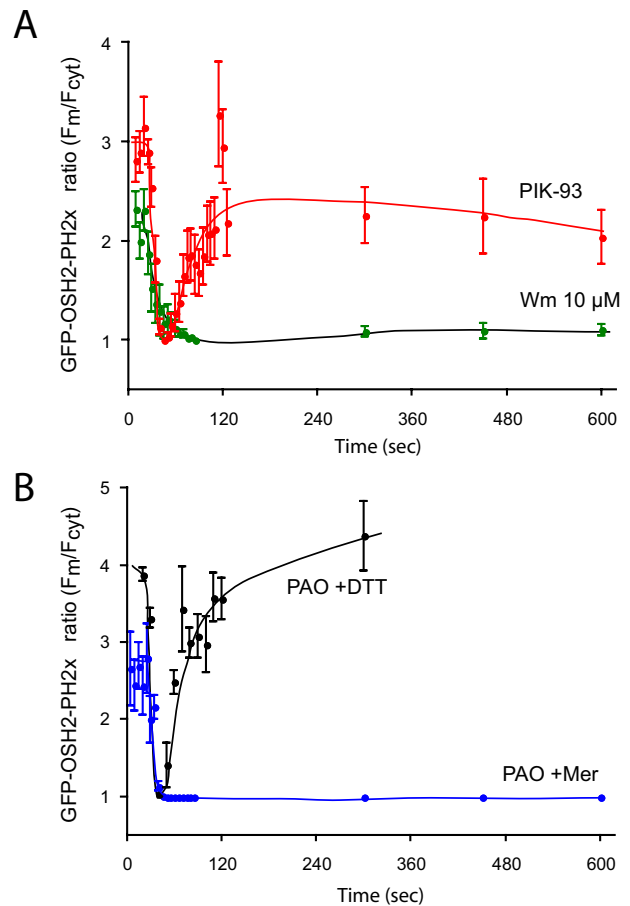 A
GFP-OSH2-PH2x ratio (Fm/Fcyt)
4
3
2
1
0 120 240 360 480 600
Time (sec)
PIK-93
Wm 10 µM
B
GFP-OSH2-PH2x ratio (Fm/Fcyt)
5
4
3
2
1
0 120 240 360 480 600
Time (sec)
PAO +DTT
PAO +Mer